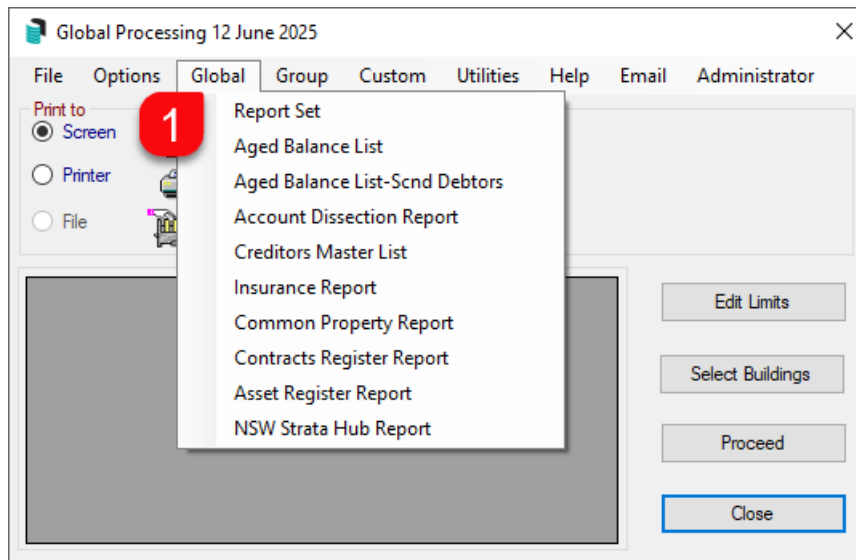 Global Processing 12 June 2025
File Options Global Group Custom Utilities Help Email Administrator
Print to
Screen
Printer
File
1
Report Set
Aged Balance List
Aged Balance List-Scnd Debtors
Account Dissection Report
Creditors Master List
Insurance Report
Common Property Report
Contracts Register Report
Asset Register Report
NSW Strata Hub Report
Edit Limits
Select Buildings
Proceed
Close